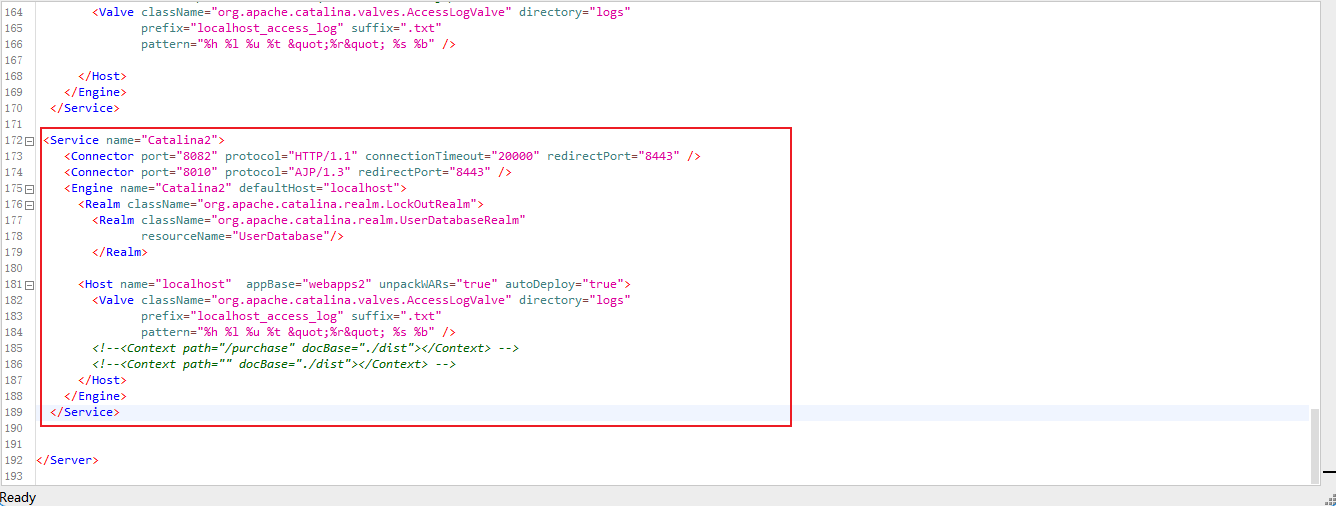 164 <Valve className="org.apache.catalina.valves.AccessLogValve" directory="logs"
165 prefix="localhost_access_log" suffix=".txt"
166 pattern="%h %l %u %t &quot;%r&quot; %s %b" />
167
168 </Host>
169 </Engine>
170 </Service>
171
172 <Service name="Catalina2">
173 <Connector port="8082" protocol="HTTP/1.1" connectionTimeout="20000" redirectPort="8443" />
174 <Connector port="8010" protocol="AJP/1.3" redirectPort="8443" />
175 <Engine name="Catalina2" defaultHost="localhost">
176 <Realm className="org.apache.catalina.realm.LockOutRealm">
177 <Realm className="org.apache.catalina.realm.UserDatabaseRealm"
178 resourceName="UserDatabase"/>
179 </Realm>
180
181 <Host name="localhost"  appBase="webapps2" unpackWARs="true" autoDeploy="true">
182 <Valve className="org.apache.catalina.valves.AccessLogValve" directory="logs"
183 prefix="localhost_access_log" suffix=".txt"
184 pattern="%h %l %u %t &quot;%r&quot; %s %b" />
185 <!--<Context path="/purchase" docBase="./dist"></Context> -->
186 <!--<Context path="" docBase="./dist"></Context> -->
187 </Host>
188 </Engine>
189 </Service>
190
191
192 </Server>
193
Ready